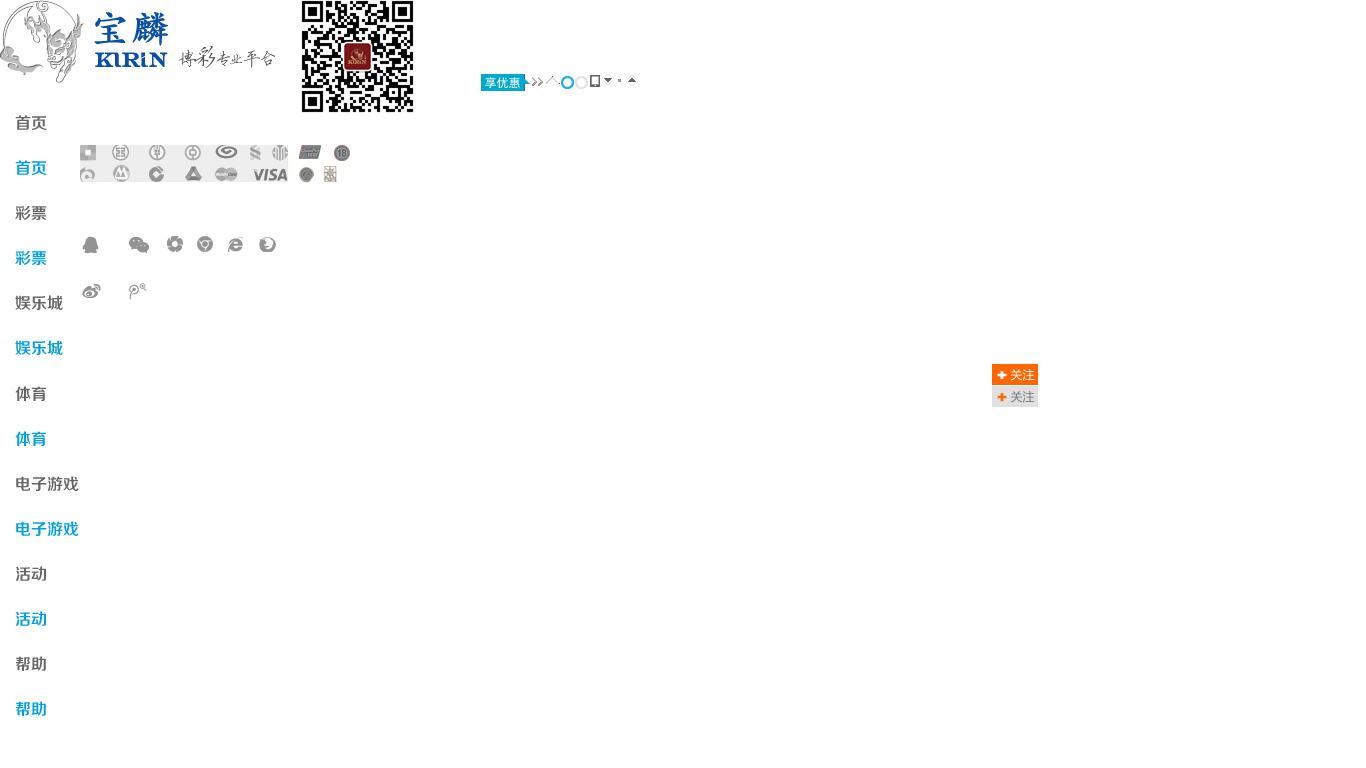 宝麟
KIRIN 博彩专业平台
KIRIN
享优惠
首页
首页
18
VISA
彩票
彩票
娱乐城
娱乐城
关注
体育
关注
体育
电子游戏
电子游戏
活动
活动
帮助
帮助